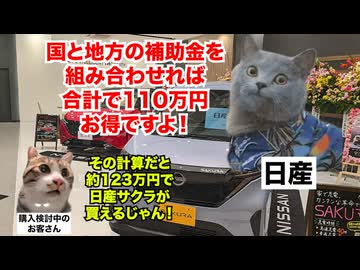 国と地方の補助金を
組み合わせれば
合計で110万円
お得ですよ！
日産
その計算だと
約123万円で
日産サクラが
買えるじゃん！
購入検討中の
お客さん
日産
SAKURA
NISSAN
SAKU